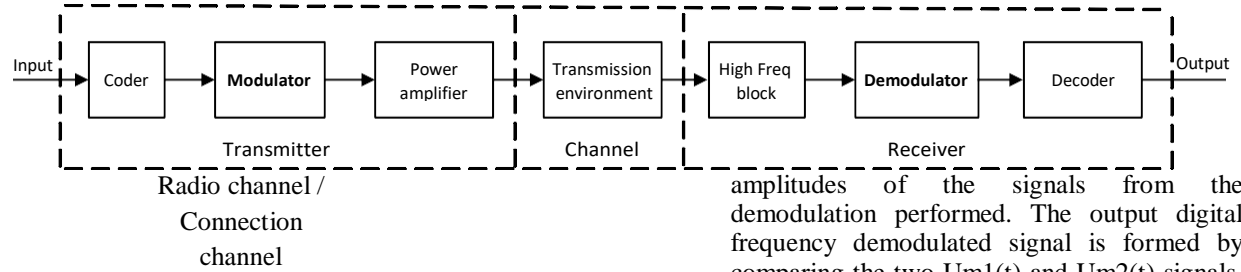 Input
Coder
Modulator
Power
amplifier
Transmission
environment
High Freq
block
Demodulator
Decoder
Output
Transmitter
Channel
Receiver
Radio channel /
Connection
channel
amplitudes of the signals from the
demodulation performed. The output digital
frequency demodulated signal is formed by
comparing the two Um1(t) and Um2(t) signals